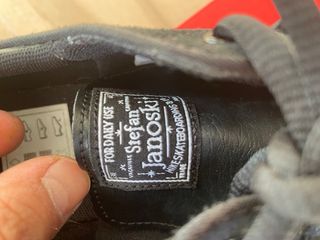 FOR DAILY USE
Stefan
Janoski
NIKE SKATEBOARDING